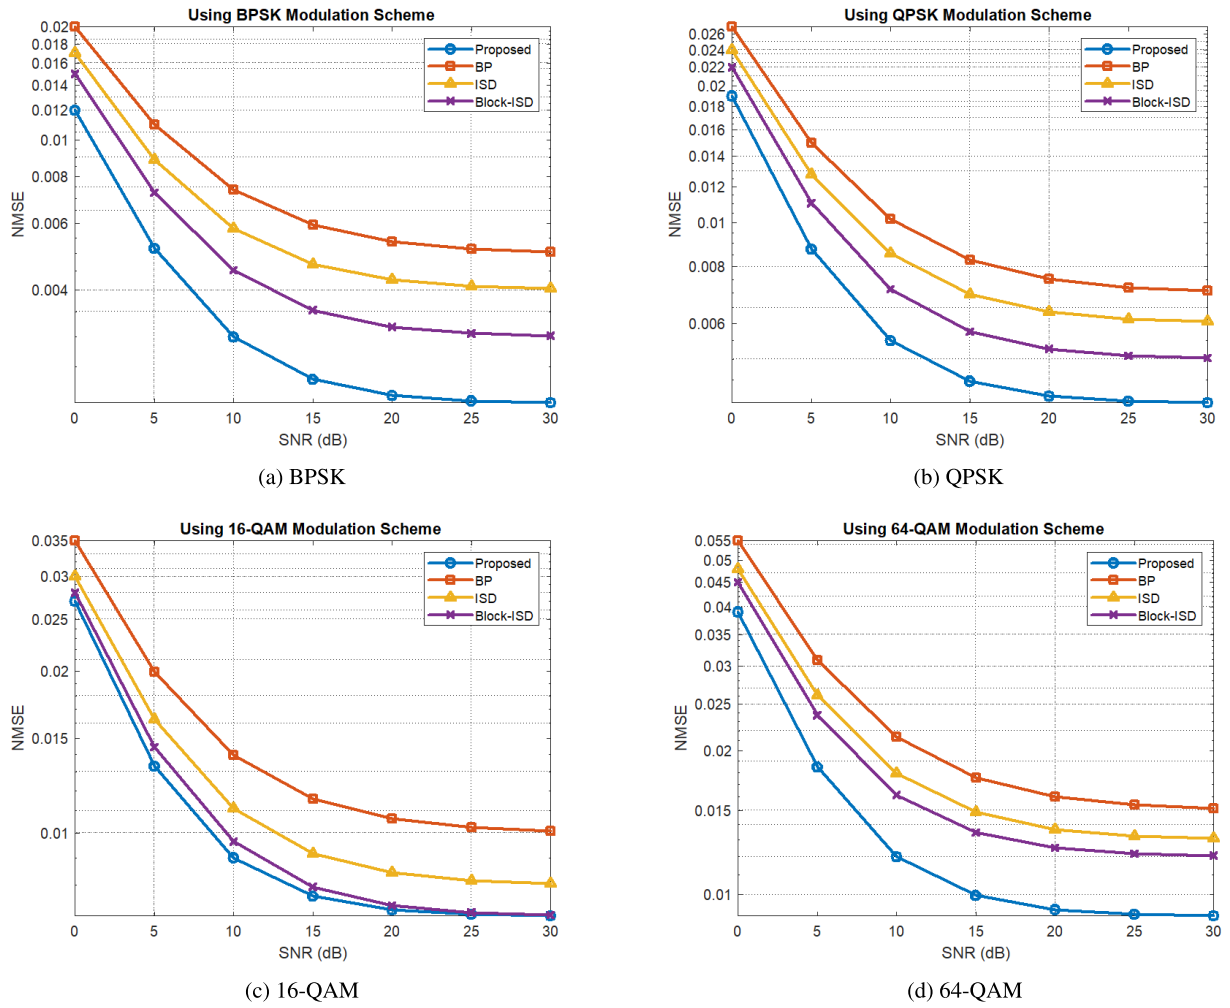 Using BPSK Modulation Scheme
0.02
0.018
0.016
0.014
0.012
0.01
0.008
0.006
0.004
NMSE
Proposed
BP
ISD
Block-ISD
0 5 10 15 20 25 30
SNR (dB)
(a) BPSK
Using QPSK Modulation Scheme
0.026
0.024
0.022
0.02
0.018
0.016
0.014
0.012
0.01
0.008
0.006
NMSE
Proposed
BP
ISD
Block-ISD
0 5 10 15 20 25 30
SNR (dB)
(b) QPSK
Using 16-QAM Modulation Scheme
0.035
0.03
0.025
0.02
0.015
0.01
NMSE
Proposed
BP
ISD
Block-ISD
0 5 10 15 20 25 30
SNR (dB)
(c) 16-QAM
Using 64-QAM Modulation Scheme
0.055
0.05
0.045
0.04
0.035
0.03
0.025
0.02
0.015
0.01
NMSE
Proposed
BP
ISD
Block-ISD
0 5 10 15 20 25 30
SNR (dB)
(d) 64-QAM